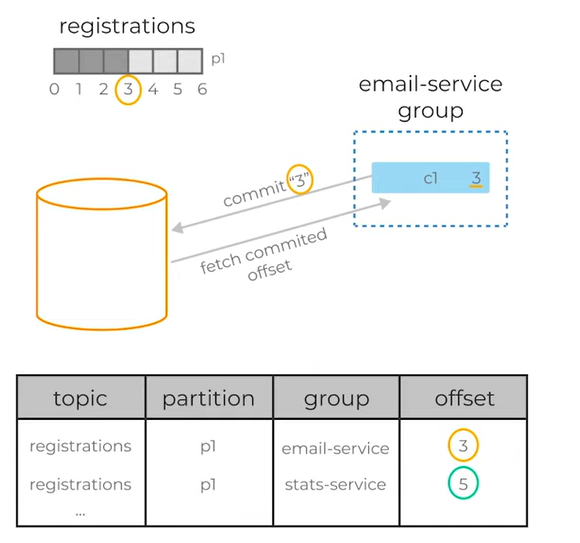 registrations
p1
0 1 2 3 4 5 6
email-service
group
c1 3
commit "3"
fetch commited
offset
topic partition group offset
registrations p1 email-service 3
registrations p1 stats-service 5
...